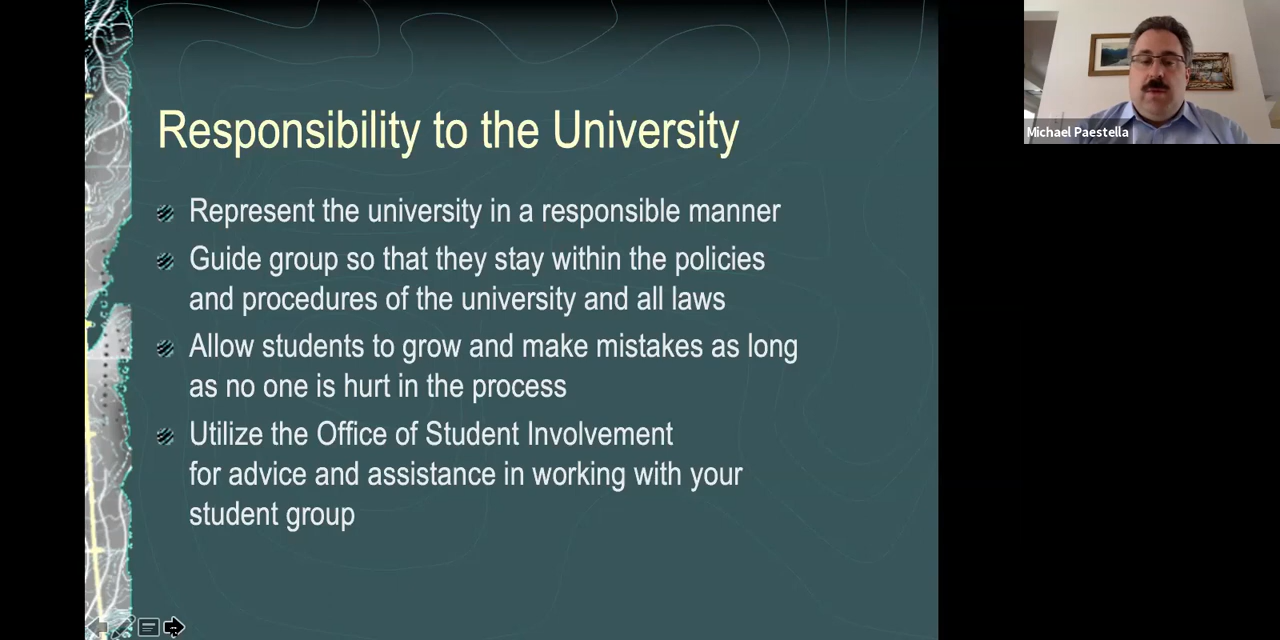 Responsibility to the University
Represent the university in a responsible manner
Guide group so that they stay within the policies
and procedures of the university and all laws
Allow students to grow and make mistakes as long
as no one is hurt in the process
Utilize the Office of Student Involvement
for advice and assistance in working with your
student group
Michael Paestella